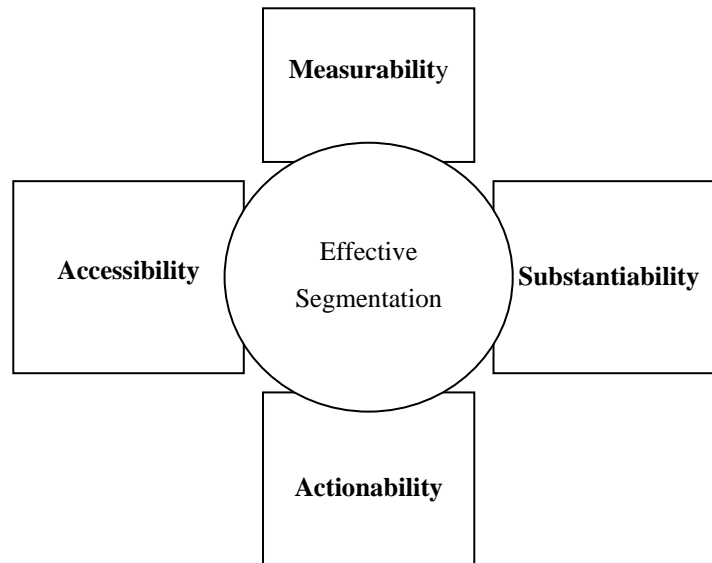 Measurability
Effective
Accessibility
Substantiability
Segmentation
Actionability